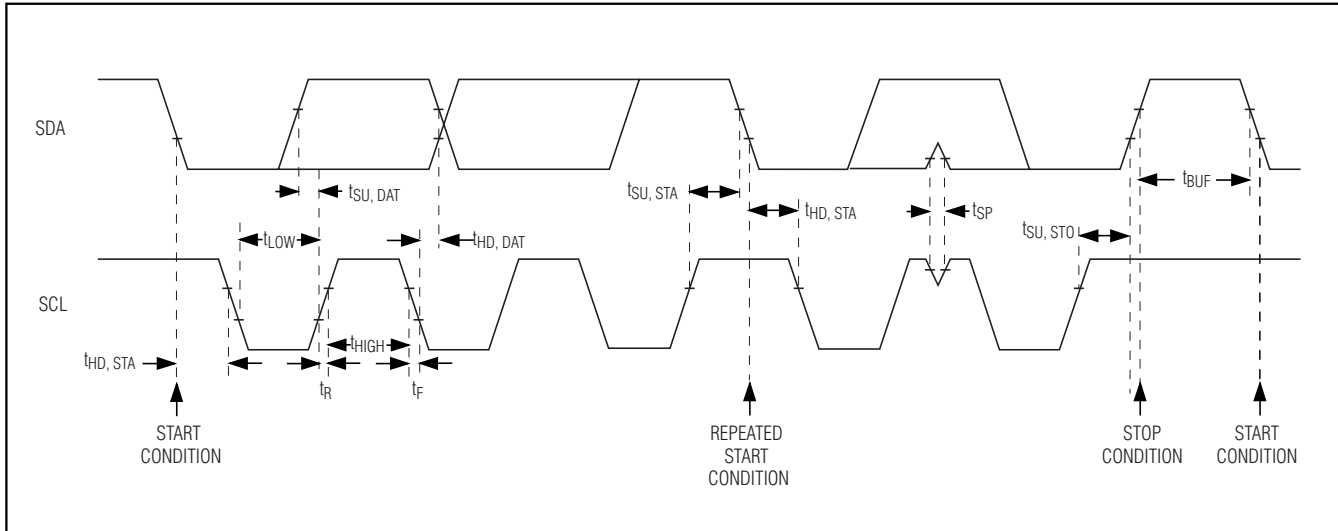 SDA
tSU, DAT
tLOW
tHD, DAT
tSU, STA
tHD, STA
tSP
tBUF
tSU, STO
SCL
tHD, STA
tHIGH
tR
tF
START
CONDITION
REPEATED
START
CONDITION
STOP
CONDITION
START
CONDITION